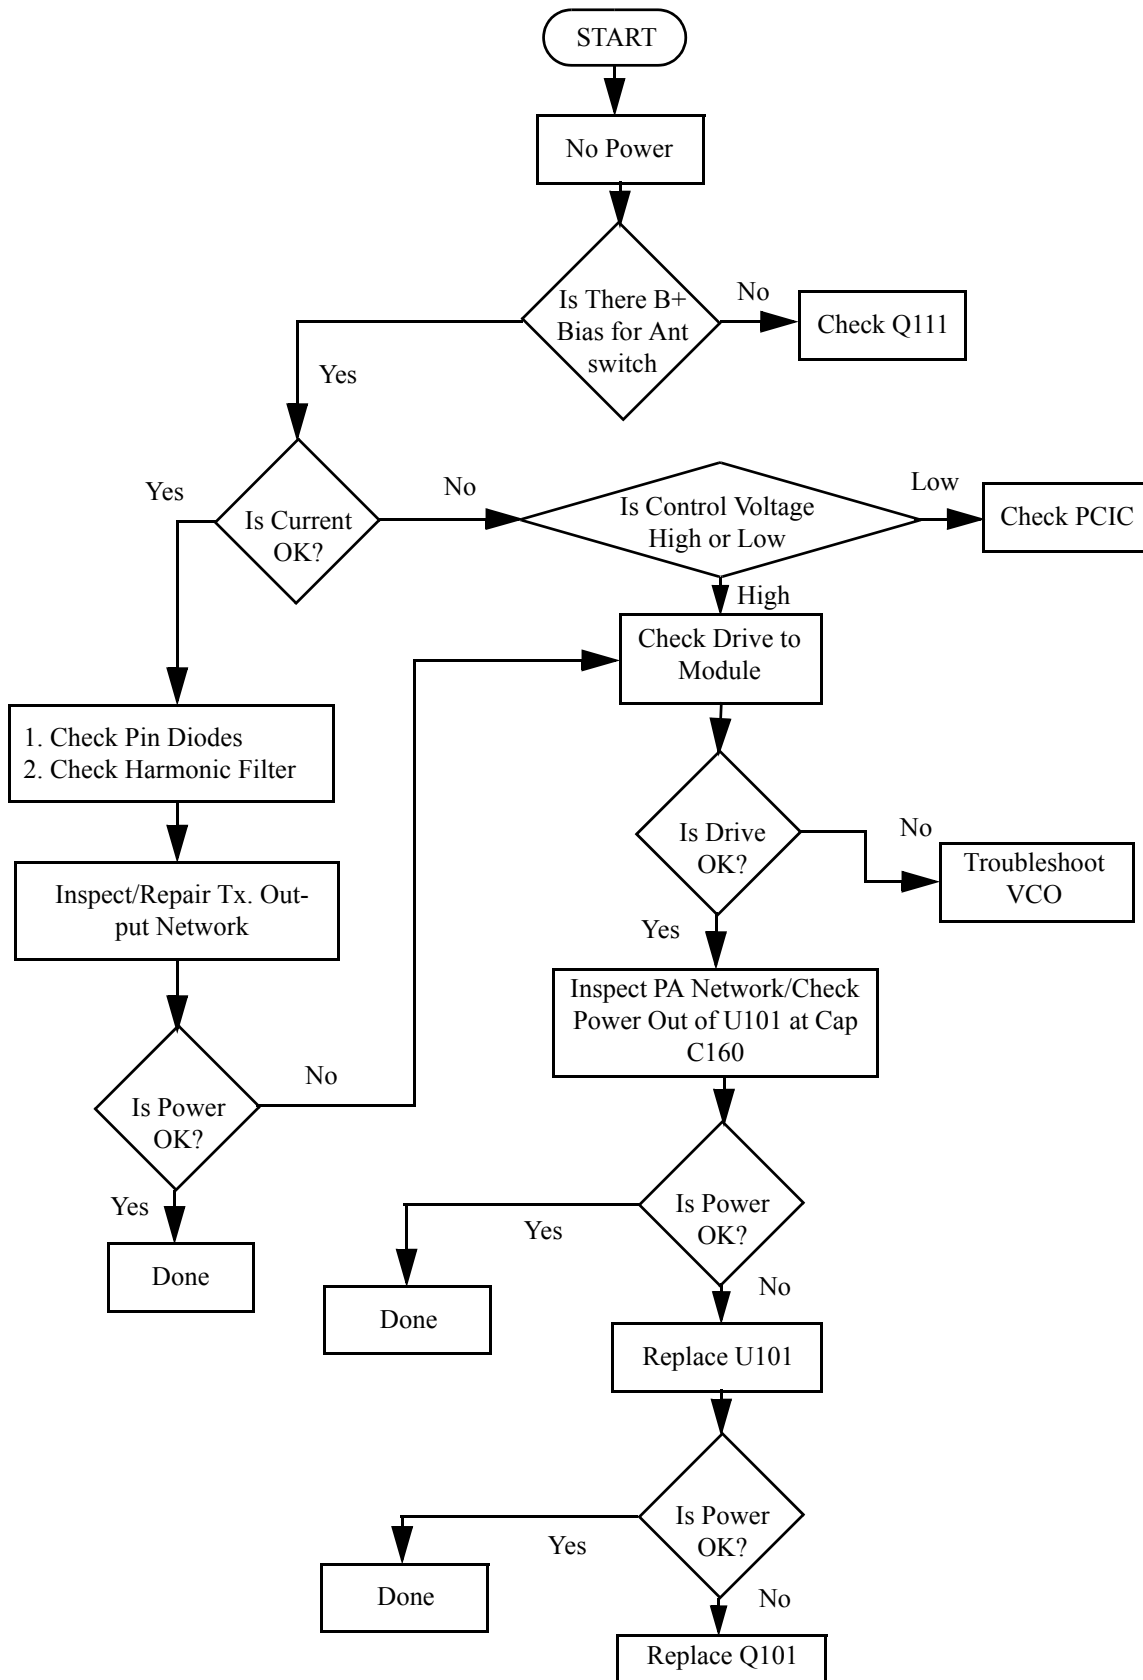 START
No Power
Is There B+
Bias for Ant
switch
No
Check Q111
Yes
Is Current
OK?
Yes
No
Is Control Voltage
High or Low
Low
Check PCIC
High
Check Drive to
Module
1. Check Pin Diodes
2. Check Harmonic Filter
Is Drive
OK?
No
Troubleshoot
VCO
Inspect/Repair Tx. Out-
put Network
Yes
Inspect PA Network/Check
Power Out of U101 at Cap
C160
Is Power
OK?
No
Yes
Done
Is Power
OK?
Yes
Done
No
Replace U101
Is Power
OK?
Yes
Done
No
Replace Q101